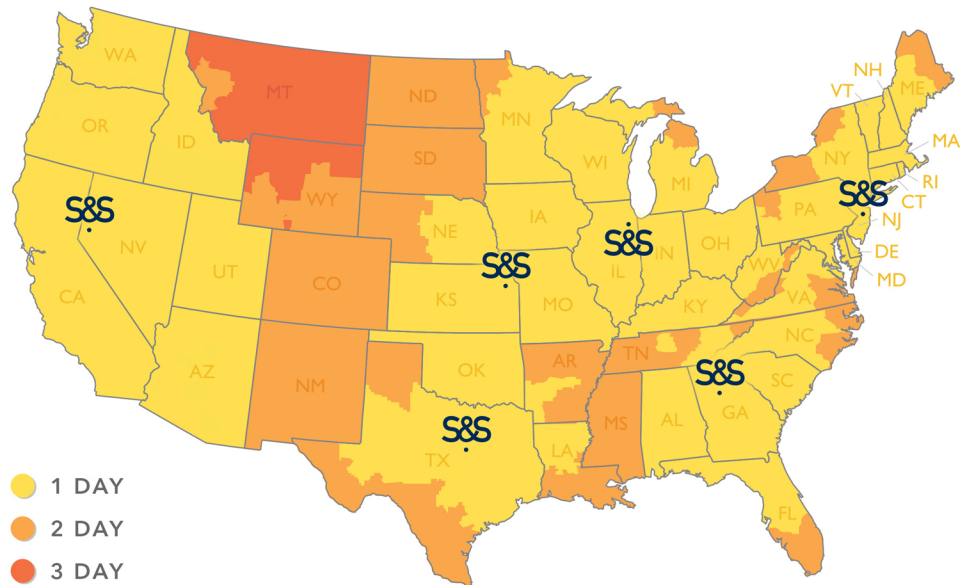 WA
OR
CA
ID
NV
UT
AZ
MT
WY
CO
NM
ND
SD
NE
KS
OK
TX
MN
IA
MO
AR
LA
WI
IL
MI
IN
OH
KY
TN
MS
AL
GA
FL
SC
NC
VA
WV
PA
NY
VT
NH
ME
MA
RI
CT
NJ
DE
MD
S&S
S&S
S&S
S&S
S&S
S&S
1 DAY
2 DAY
3 DAY